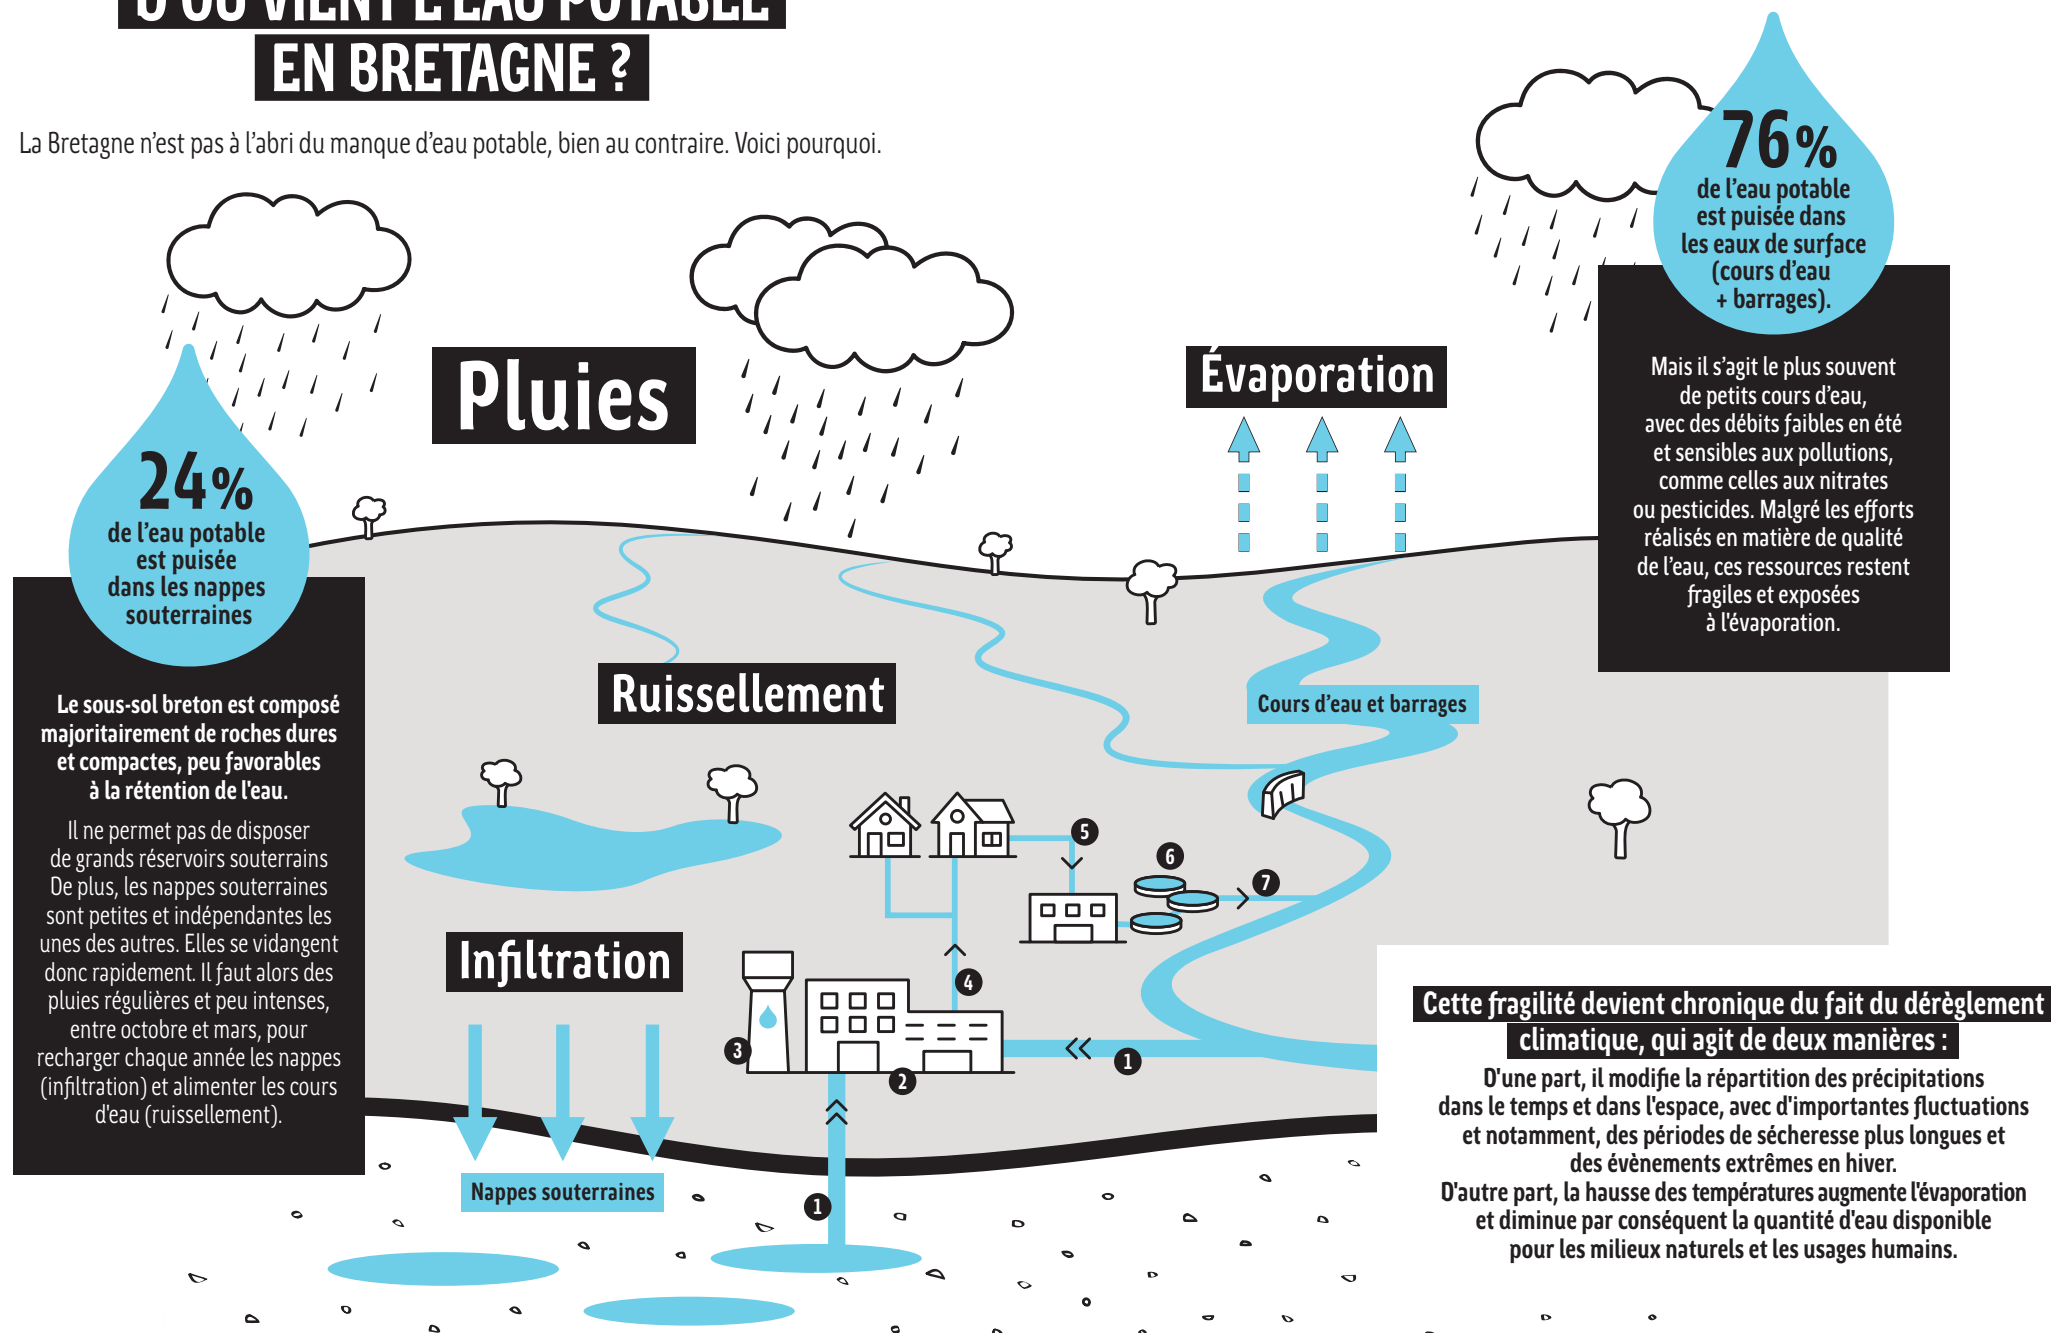 D'OÙ VIENT L'EAU POTABLE
EN BRETAGNE ?
La Bretagne n’est pas à l’abri du manque d’eau potable, bien au contraire. Voici pourquoi.
76%
de l’eau potable
est puisée dans
les eaux de surface
(cours d’eau
+ barrages).
Mais il s’agit le plus souvent
de petits cours d’eau,
avec des débits faibles en été
et sensibles aux pollutions,
comme celles aux nitrates
ou pesticides. Malgré les efforts
réalisés en matière de qualité
de l’eau, ces ressources restent
fragiles et exposées
à l'évaporation.
Pluies
Évaporation
24%
de l’eau potable
est puisée
dans les nappes
souterraines
Le sous-sol breton est composé
majoritairement de roches dures
et compactes, peu favorables
à la rétention de l'eau.
Il ne permet pas de disposer
de grands réservoirs souterrains
De plus, les nappes souterraines
sont petites et indépendantes les
unes des autres. Elles se vidangent
donc rapidement. Il faut alors des
pluies régulières et peu intenses,
entre octobre et mars, pour
recharger chaque année les nappes
(infiltration) et alimenter les cours
d'eau (ruissellement).
Ruissellement
Cours d’eau et barrages
5
6
7
Infiltration
4
3
2
1
Nappes souterraines
1
Cette fragilité devient chronique du fait du dérèglement
climatique, qui agit de deux manières :
D'une part, il modifie la répartition des précipitations
dans le temps et dans l'espace, avec d'importantes fluctuations
et notamment, des périodes de sécheresse plus longues et
des évènements extrêmes en hiver.
D'autre part, la hausse des températures augmente l'évaporation
et diminue par conséquent la quantité d'eau disponible
pour les milieux naturels et les usages humains.